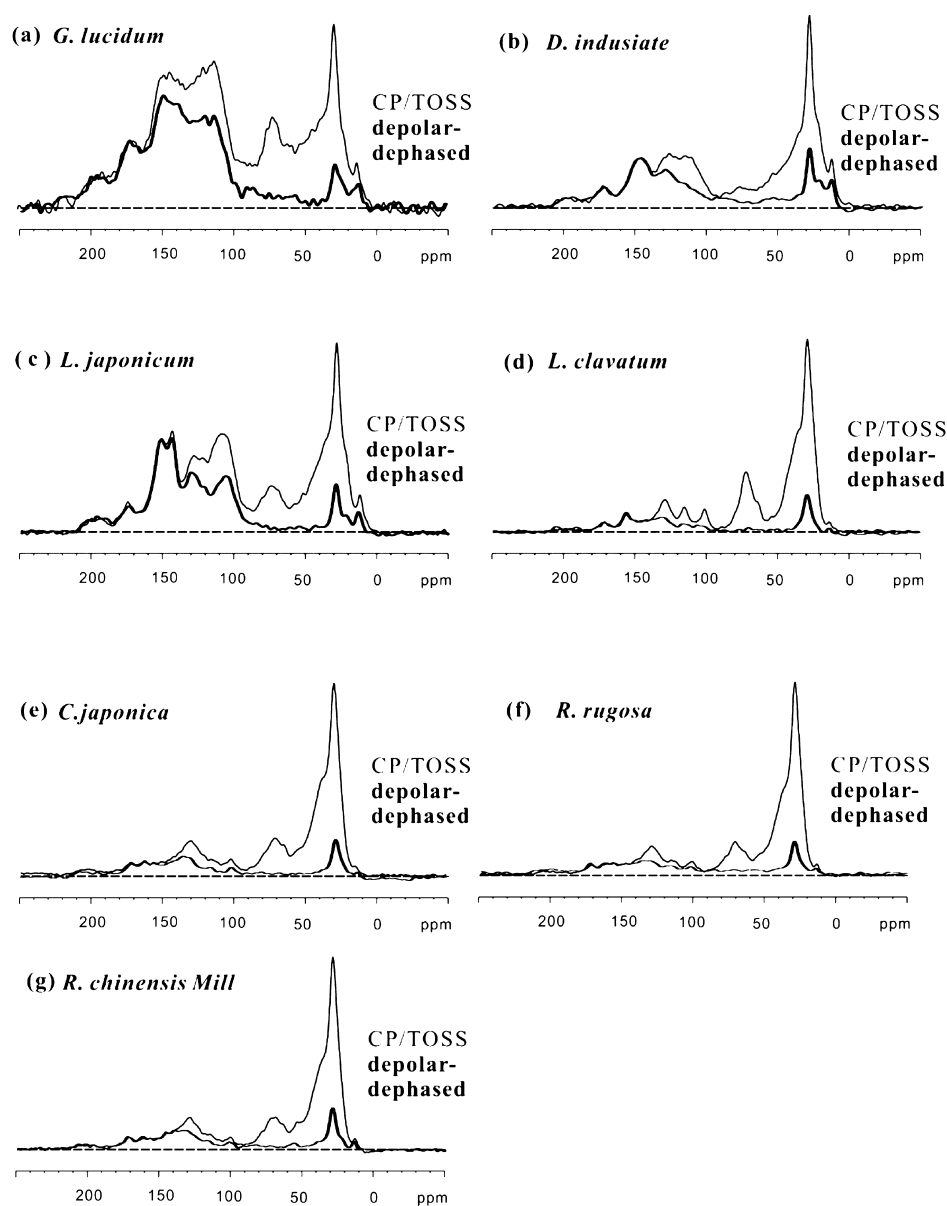 (a) G. lucidum
CP/TOSS
depolar-
dephased
200 150 100 50 0 ppm
(b) D. indusiate
CP/TOSS
depolar-
dephased
200 150 100 50 0 ppm
(c) L. japonicum
CP/TOSS
depolar-
dephased
200 150 100 50 0 ppm
(d) L. clavatum
CP/TOSS
depolar-
dephased
200 150 100 50 0 ppm
(e) C.japonica
CP/TOSS
depolar-
dephased
200 150 100 50 0 ppm
(f) R. rugosa
CP/TOSS
depolar-
dephased
200 150 100 50 0 ppm
(g) R. chinensis Mill
CP/TOSS
depolar-
dephased
200 150 100 50 0 ppm